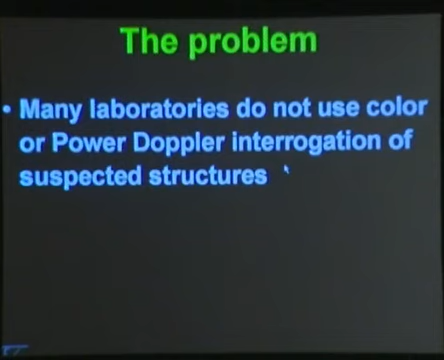 The problem
• Many laboratories do not use color
or Power Doppler interrogation of
suspected structures